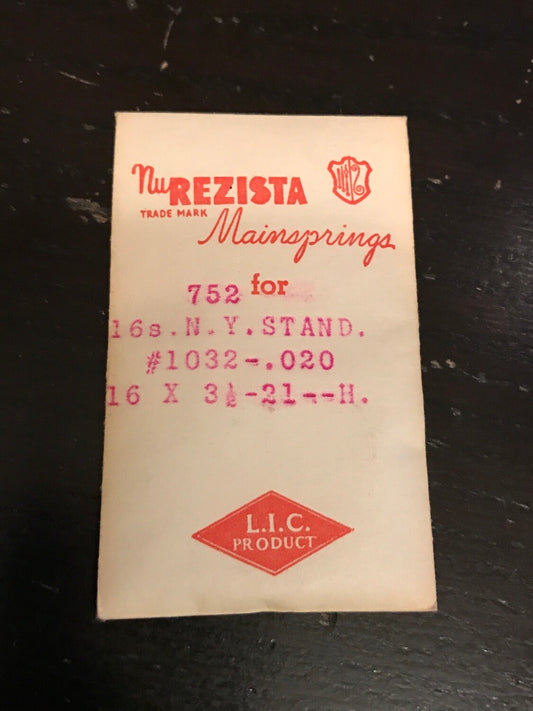 nu REZISTA
TRADE MARK
Mainsprings
752 for
16s.N.Y.STAND.
#1032-.020
16 X 3½-21--H.
L.I.C.
PRODUCT